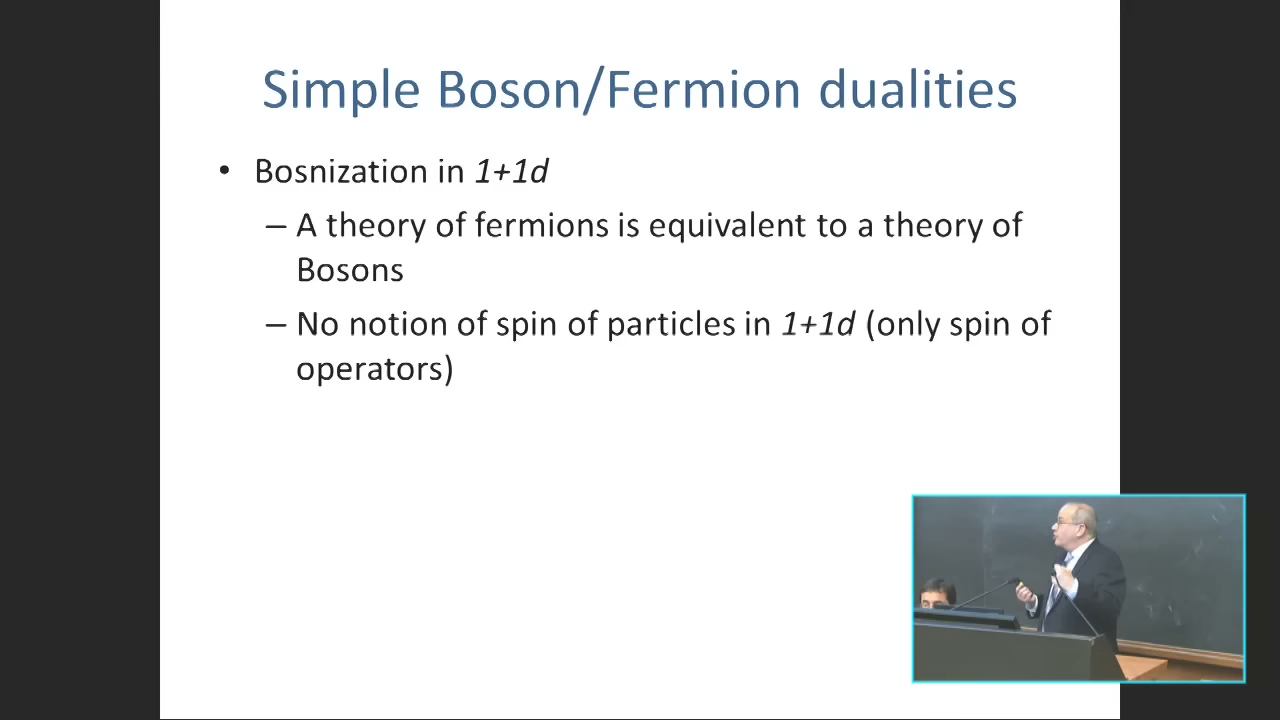 Simple Boson/Fermion dualities
• Bosnization in 1+1d
– A theory of fermions is equivalent to a theory of
Bosons
– No notion of spin of particles in 1+1d (only spin of
operators)